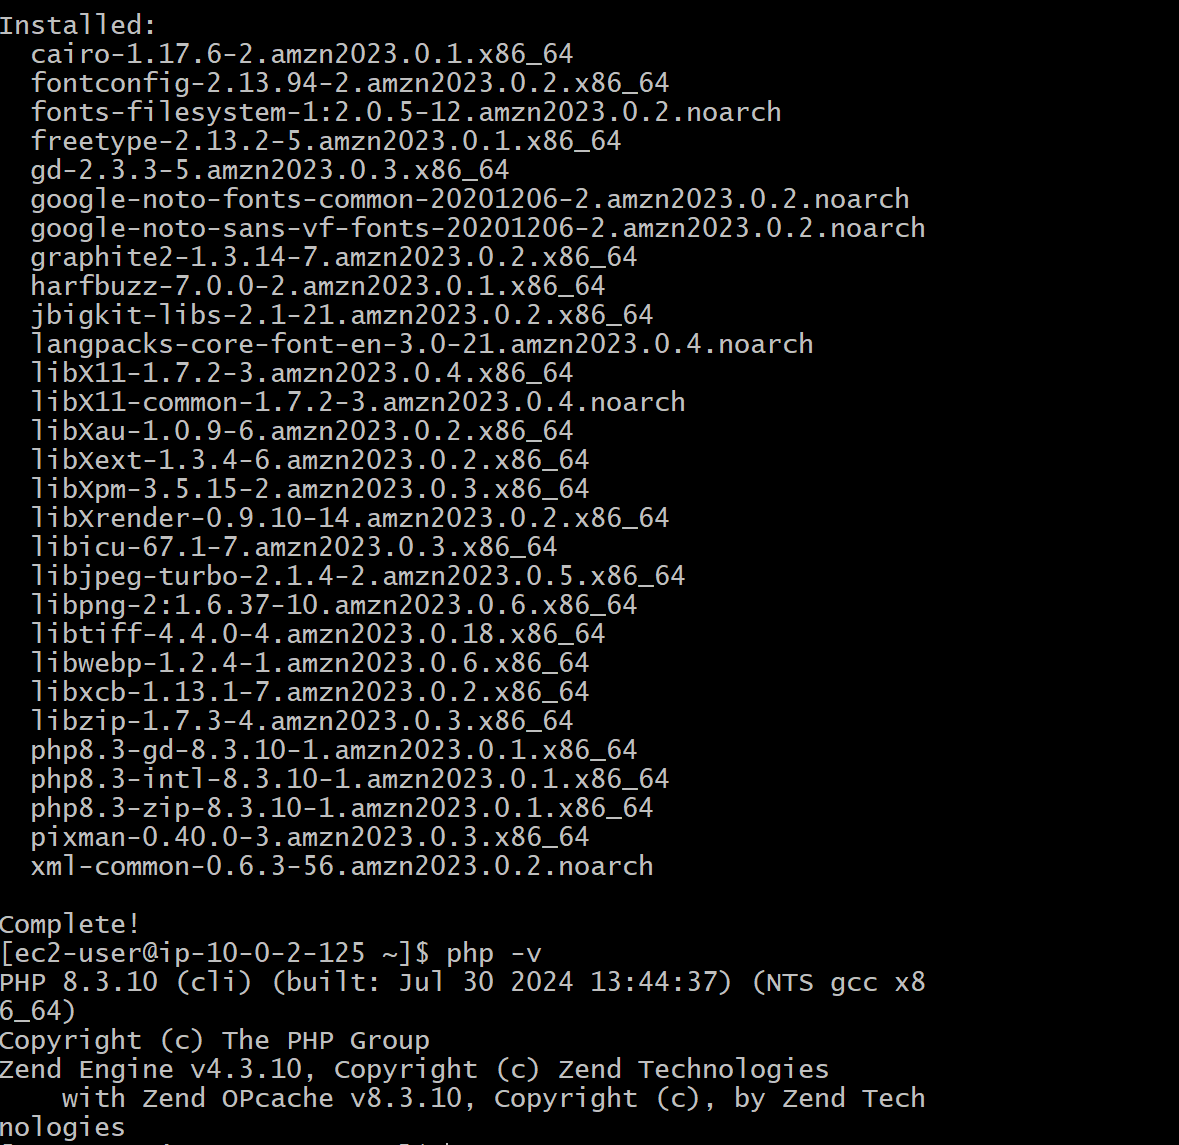 Installed:
  cairo-1.17.6-2.amzn2023.0.1.x86_64
  fontconfig-2.13.94-2.amzn2023.0.2.x86_64
  fonts-filesystem-1:2.0.5-12.amzn2023.0.2.noarch
  freetype-2.13.2-5.amzn2023.0.1.x86_64
  gd-2.3.3-5.amzn2023.0.3.x86_64
  google-noto-fonts-common-20201206-2.amzn2023.0.2.noarch
  google-noto-sans-vf-fonts-20201206-2.amzn2023.0.2.noarch
  graphite2-1.3.14-7.amzn2023.0.2.x86_64
  harfbuzz-7.0.0-2.amzn2023.0.1.x86_64
  jbigkit-libs-2.1-21.amzn2023.0.2.x86_64
  langpacks-core-font-en-3.0-21.amzn2023.0.4.noarch
  libX11-1.7.2-3.amzn2023.0.4.x86_64
  libX11-common-1.7.2-3.amzn2023.0.4.noarch
  libXau-1.0.9-6.amzn2023.0.2.x86_64
  libXext-1.3.4-6.amzn2023.0.2.x86_64
  libXpm-3.5.15-2.amzn2023.0.3.x86_64
  libXrender-0.9.10-14.amzn2023.0.2.x86_64
  libicu-67.1-7.amzn2023.0.3.x86_64
  libjpeg-turbo-2.1.4-2.amzn2023.0.5.x86_64
  libpng-2:1.6.37-10.amzn2023.0.6.x86_64
  libtiff-4.4.0-4.amzn2023.0.18.x86_64
  libwebp-1.2.4-1.amzn2023.0.6.x86_64
  libxcb-1.13.1-7.amzn2023.0.2.x86_64
  libzip-1.7.3-4.amzn2023.0.3.x86_64
  php8.3-gd-8.3.10-1.amzn2023.0.1.x86_64
  php8.3-intl-8.3.10-1.amzn2023.0.1.x86_64
  php8.3-zip-8.3.10-1.amzn2023.0.1.x86_64
  pixman-0.40.0-3.amzn2023.0.3.x86_64
  xml-common-0.6.3-56.amzn2023.0.2.noarch

Complete!
[ec2-user@ip-10-0-2-125 ~]$ php -v
PHP 8.3.10 (cli) (built: Jul 30 2024 13:44:37) (NTS gcc x8
6_64)
Copyright (c) The PHP Group
Zend Engine v4.3.10, Copyright (c) Zend Technologies
    with Zend OPcache v8.3.10, Copyright (c), by Zend Tech
nologies